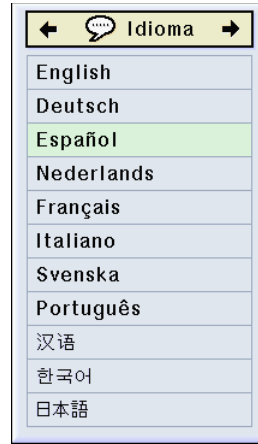 Idioma
English
Deutsch
Español
Nederlands
Français
Italiano
Svenska
Português
汉语
한국어
日本語